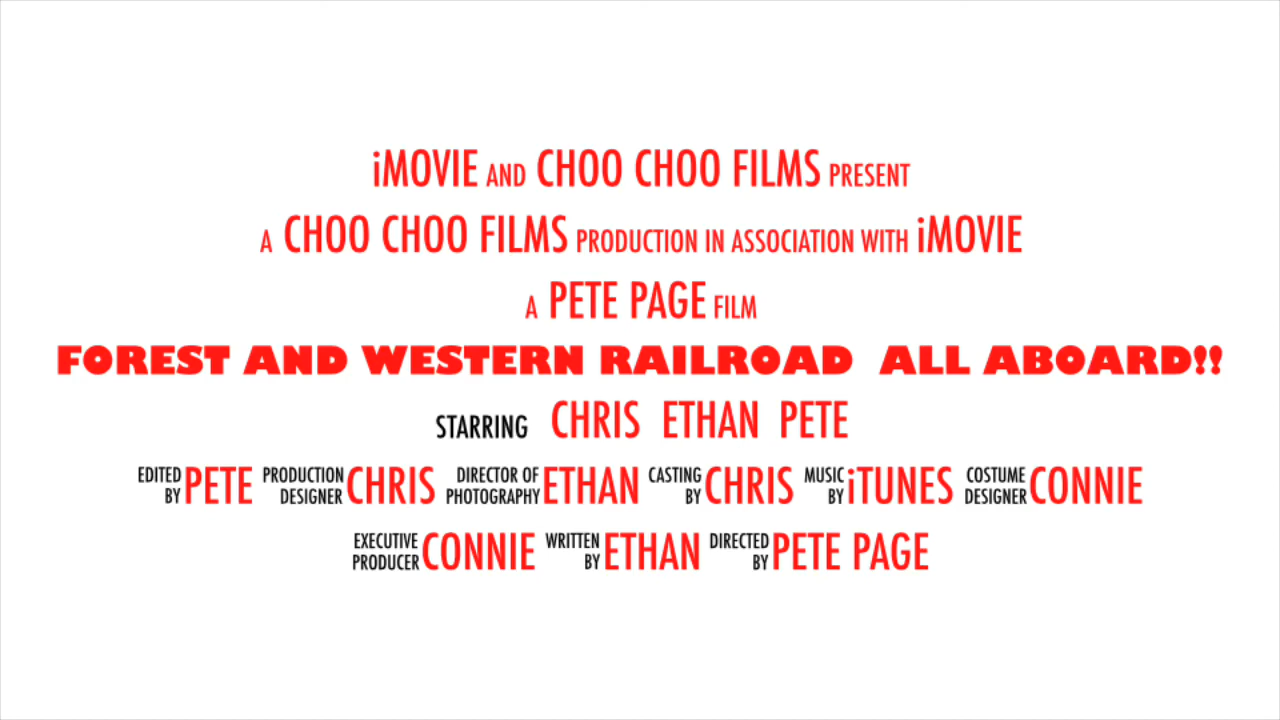 iMOVIE AND CHOO CHOO FILMS PRESENT
A CHOO CHOO FILMS PRODUCTION IN ASSOCIATION WITH iMOVIE
A PETE PAGE FILM
FOREST AND WESTERN RAILROAD ALL ABOARD!!
STARRING CHRIS ETHAN PETE
EDITED BY PETE PRODUCTION DESIGNER CHRIS DIRECTOR OF PHOTOGRAPHY ETHAN CASTING BY CHRIS MUSIC BY iTUNES COSTUME DESIGNER CONNIE
EXECUTIVE PRODUCER CONNIE WRITTEN BY ETHAN DIRECTED BY PETE PAGE